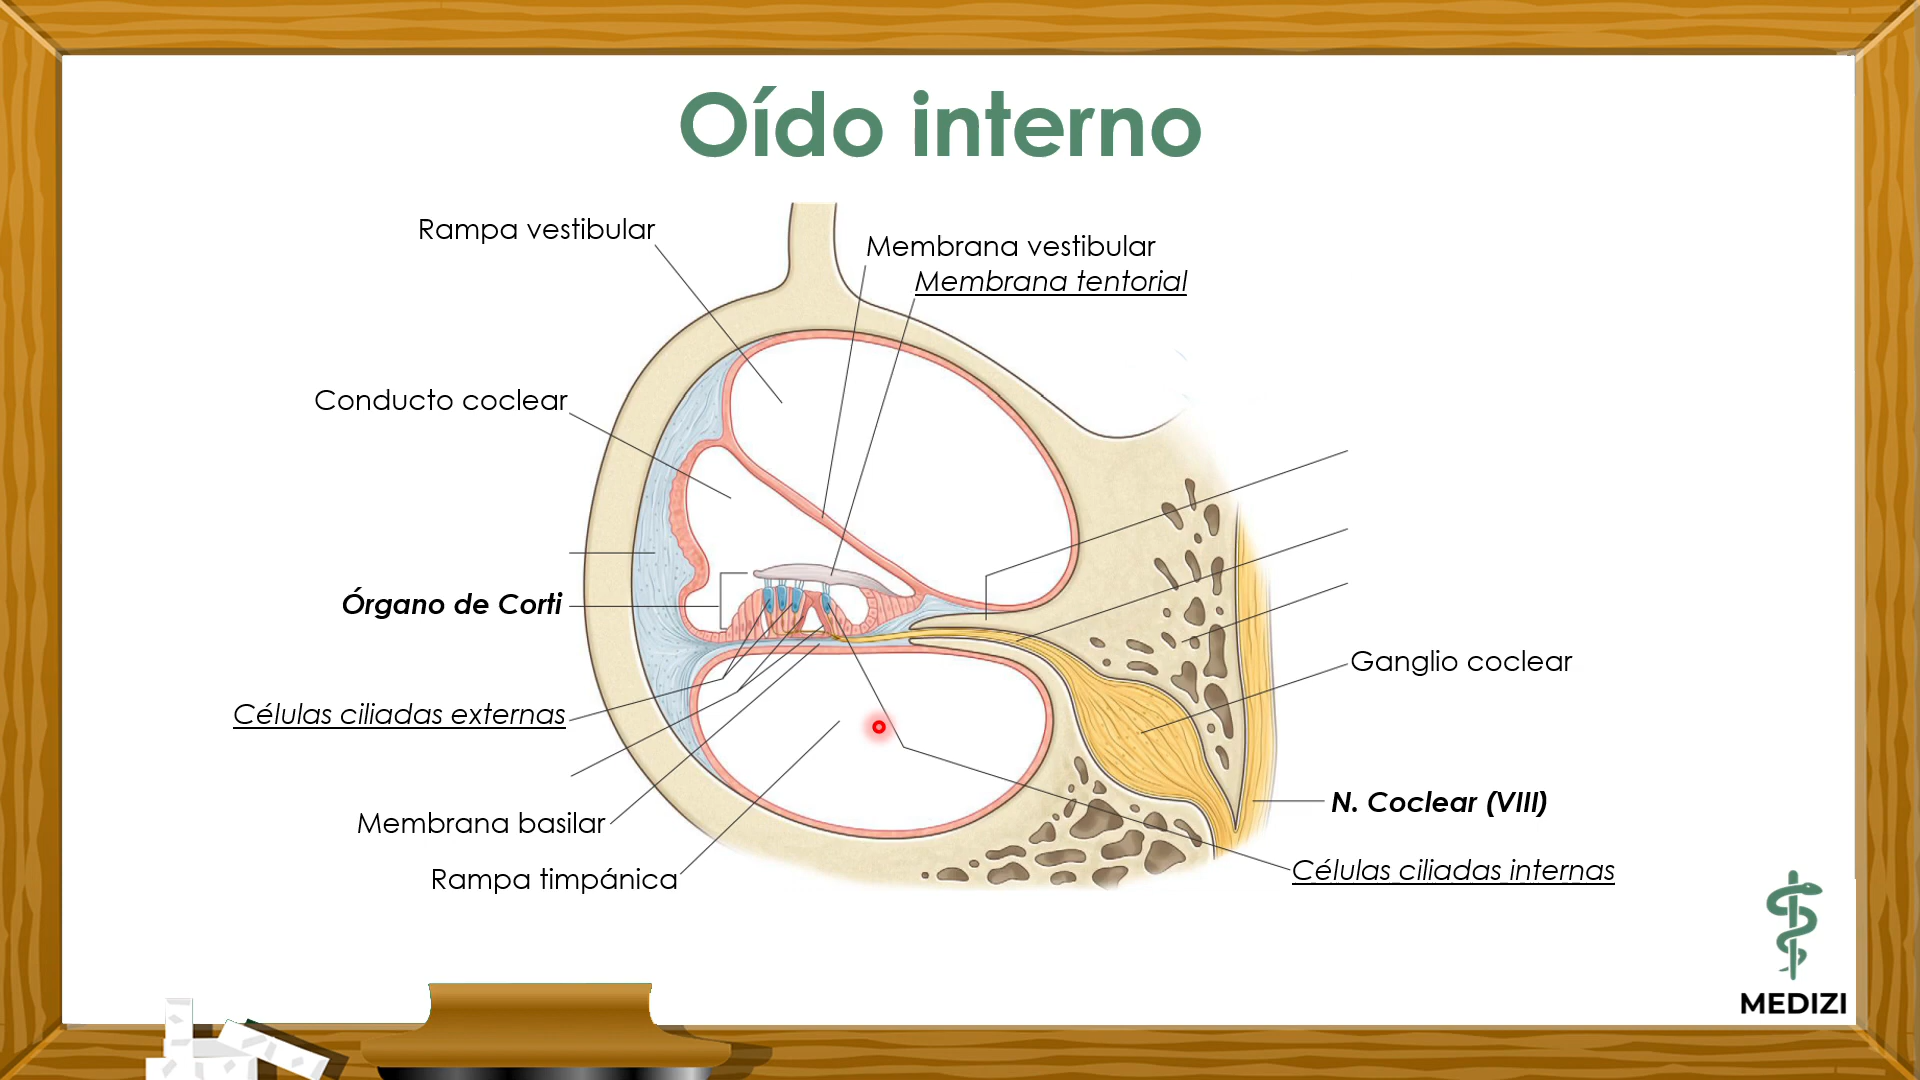 Oído interno
Rampa vestibular
Membrana vestibular
Membrana tentorial
Conducto coclear
Órgano de Corti
Ganglio coclear
Células ciliadas externas
N. Coclear (VIII)
Membrana basilar
Células ciliadas internas
Rampa timpánica
MEDIZI